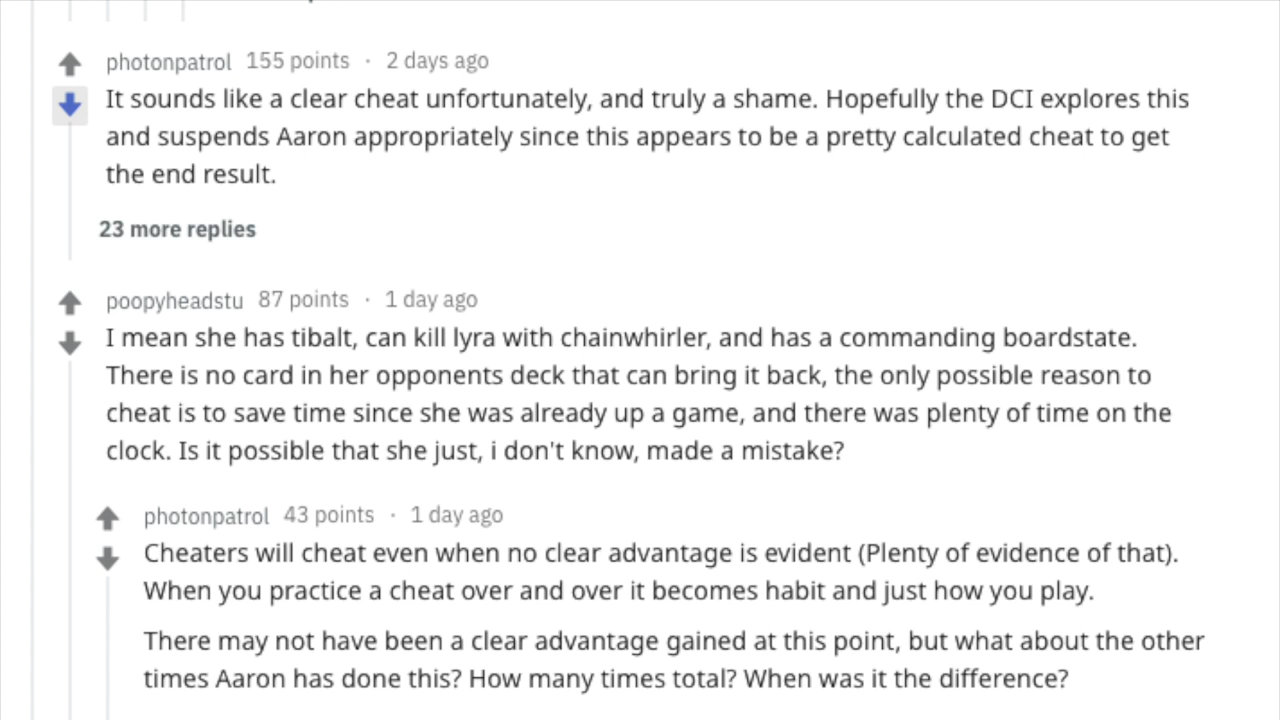 photonpatrol 155 points · 2 days ago
It sounds like a clear cheat unfortunately, and truly a shame. Hopefully the DCI explores this
and suspends Aaron appropriately since this appears to be a pretty calculated cheat to get
the end result.
23 more replies
poopyheadstu 87 points · 1 day ago
I mean she has tibalt, can kill lyra with chainwhirler, and has a commanding boardstate.
There is no card in her opponents deck that can bring it back, the only possible reason to
cheat is to save time since she was already up a game, and there was plenty of time on the
clock. Is it possible that she just, i don't know, made a mistake?
photonpatrol 43 points · 1 day ago
Cheaters will cheat even when no clear advantage is evident (Plenty of evidence of that).
When you practice a cheat over and over it becomes habit and just how you play.
There may not have been a clear advantage gained at this point, but what about the other
times Aaron has done this? How many times total? When was it the difference?